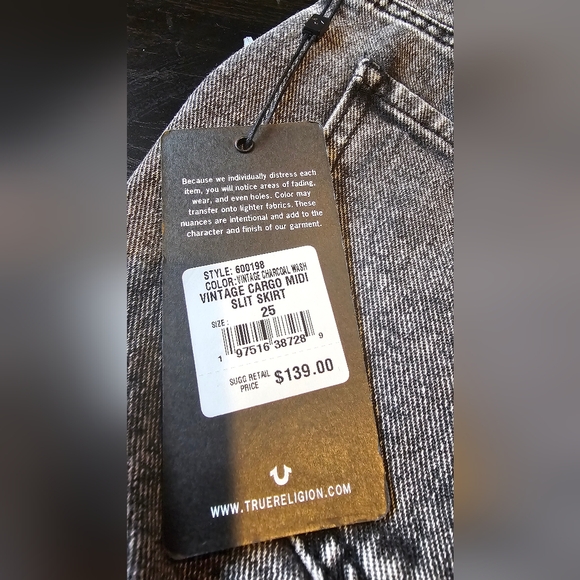 Because we individually distress each
item, you will notice areas of fading,
wear, and even holes. Color may
transfer onto lighter fabrics. These
nuances are intentional and add to the
character and finish of our garment.
STYLE: 600198
COLOR:VINTAGE CHARCOAL WASH
VINTAGE CARGO MIDI
SLIT SKIRT
SIZE: 25
1 97516 38728 9
SUGG RETAIL PRICE $139.00
WWW.TRUERELIGION.COM